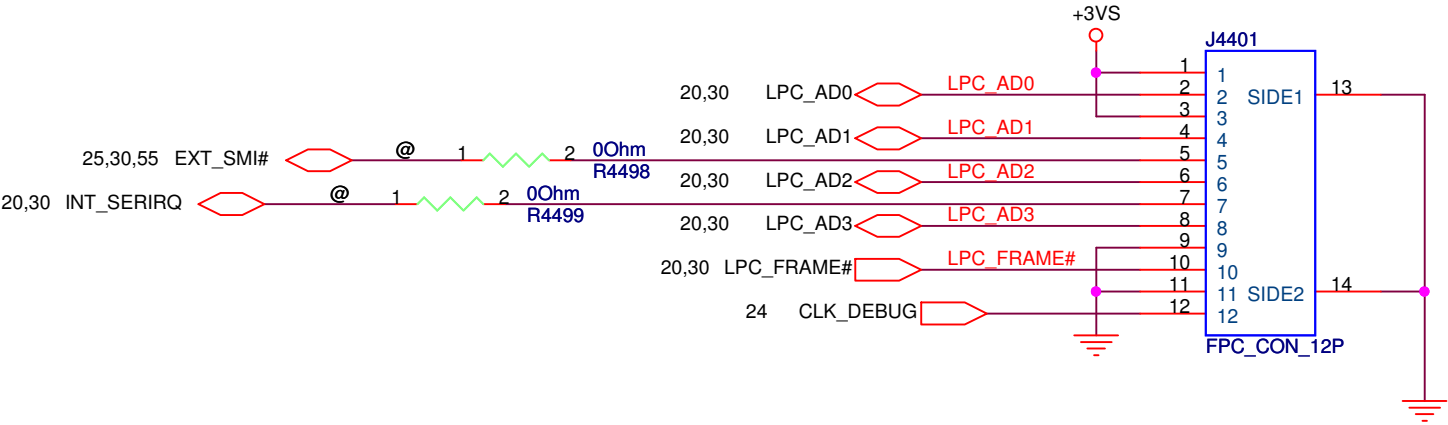 +3VS
J4401
1 1
20,30 LPC_AD0 LPC_AD0 2 2 SIDE1 13
3 3
20,30 LPC_AD1 LPC_AD1 4 4
25,30,55 EXT_SMI# @ 1 2 0Ohm 5 5
R4498
20,30 LPC_AD2 LPC_AD2 6 6
20,30 INT_SERIRQ @ 1 2 0Ohm 7 7
R4499
20,30 LPC_AD3 LPC_AD3 8 8
9 9
20,30 LPC_FRAME# LPC_FRAME# 10 10
11 11 SIDE2 14
24 CLK_DEBUG 12 12
FPC_CON_12P